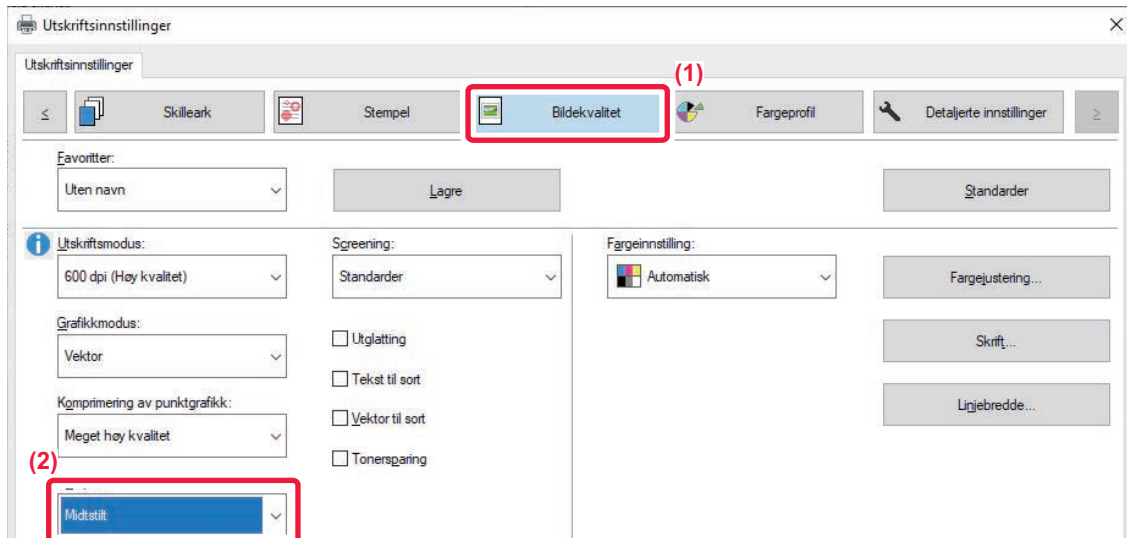 Utskriftsinnstillinger
Utskriftsinnstillinger
(1)
≤ Skilleark Stempel Bildekvalitet Fargeprofil Detaljerte innstillinger ≥
Favoritter:
Uten navn Lagre Standarder
Utskriftsmodus: Screening: Fargeinnstilling:
600 dpi (Høy kvalitet) Standarder Automatisk Fargejustering...
Grafikkmodus:
Utglatting Skrift...
Vektor
Tekst til sort
Komprimering av punktgrafikk: Linjebredde...
Vektor til sort
Meget høy kvalitet
Tonersparing
(2)
Midtstilt